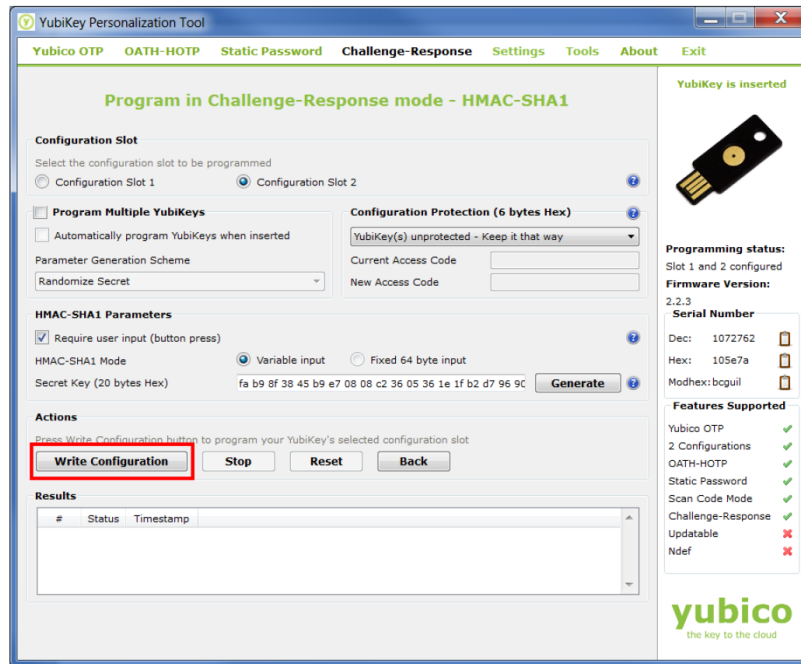 YubiKey Personalization Tool
Yubico OTP OATH-HOTP Static Password Challenge-Response Settings Tools About Exit
Program in Challenge-Response mode - HMAC-SHA1
Configuration Slot
Select the configuration slot to be programmed
Configuration Slot 1 Configuration Slot 2
Program Multiple YubiKeys
Automatically program YubiKeys when inserted
Parameter Generation Scheme
Randomize Secret
Configuration Protection (6 bytes Hex)
YubiKey(s) unprotected - Keep it that way
Current Access Code
New Access Code
HMAC-SHA1 Parameters
Require user input (button press)
HMAC-SHA1 Mode Variable input Fixed 64 byte input
Secret Key (20 bytes Hex) fa b9 8f 38 45 b9 e7 08 08 c2 36 05 36 1e 1f b2 d7 96 90 Generate
Actions
Press Write Configuration button to program your YubiKey's selected configuration slot
Write Configuration Stop Reset Back
Results
# Status Timestamp
YubiKey is inserted
Programming status:
Slot 1 and 2 configured
Firmware Version:
2.2.3
Serial Number
Dec: 1072762
Hex: 105e7a
Modhex: bcguil
Features Supported
Yubico OTP
2 Configurations
OATH-HOTP
Static Password
Scan Code Mode
Challenge-Response
Updatable
Ndef
yubico
the key to the cloud